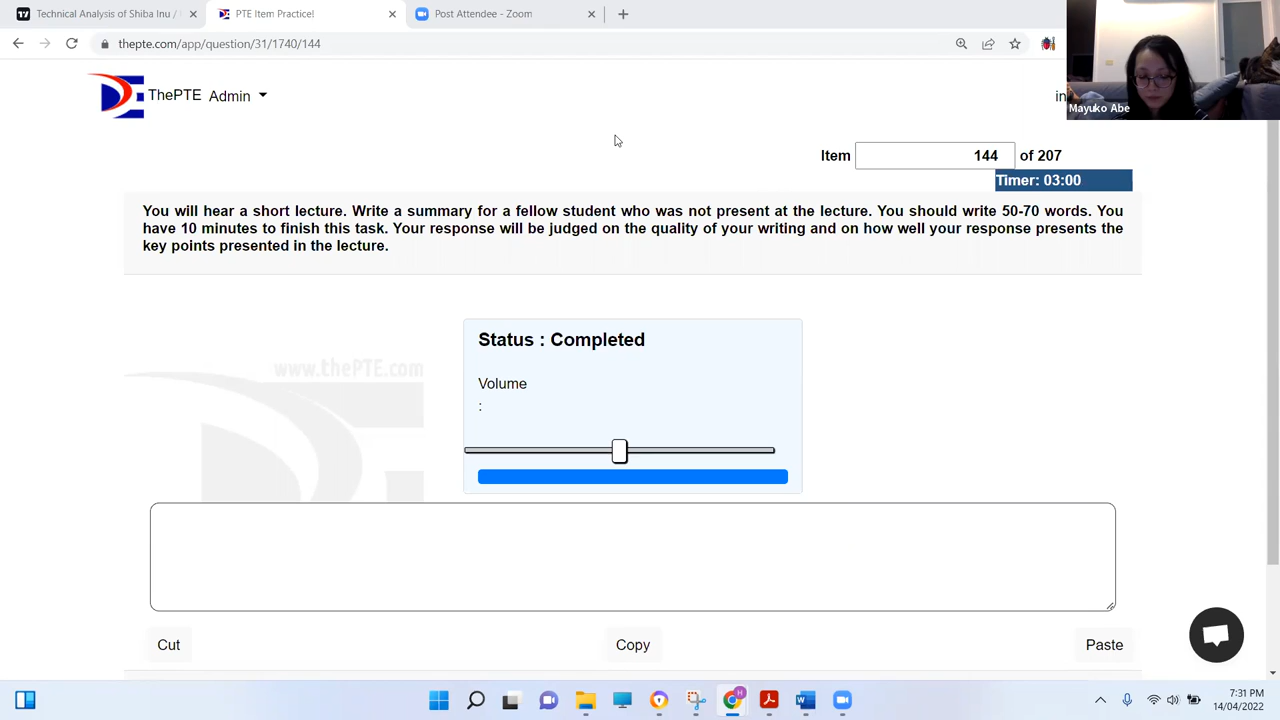 Technical Analysis of Shiba Inu /
PTE Item Practice!
Post Attendee - Zoom
thepte.com/app/question/31/1740/144
ThePTE Admin
in
Mayuko Abe
Item 144 of 207
Timer: 03:00
You will hear a short lecture. Write a summary for a fellow student who was not present at the lecture. You should write 50-70 words. You
have 10 minutes to finish this task. Your response will be judged on the quality of your writing and on how well your response presents the
key points presented in the lecture.
www.thePTE.com
Status : Completed
Volume
:
Cut
Copy
Paste
7:31 PM
14/04/2022